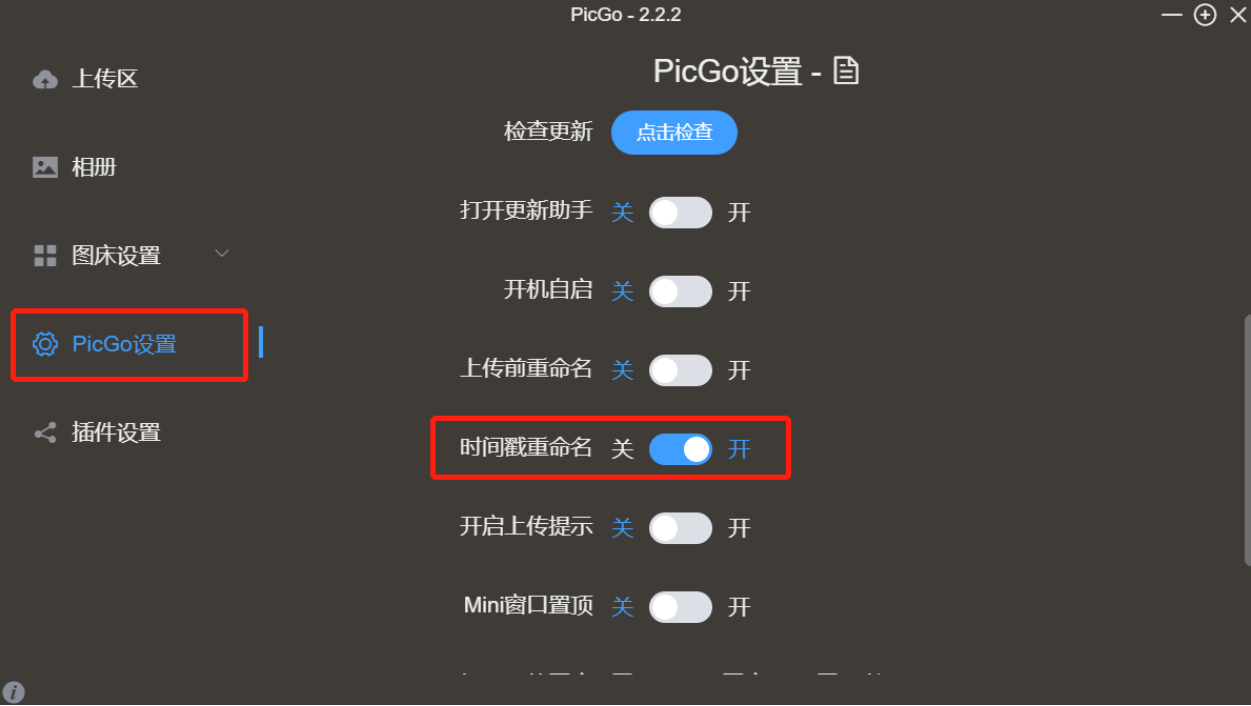 PicGo - 2.2.2
上传区
相册
图床设置
PicGo设置
插件设置
PicGo设置 -
检查更新 点击检查
打开更新助手 关 开
开机自启 关 开
上传前重命名 关 开
时间戳重命名 关 开
开启上传提示 关 开
Mini窗口置顶 关 开